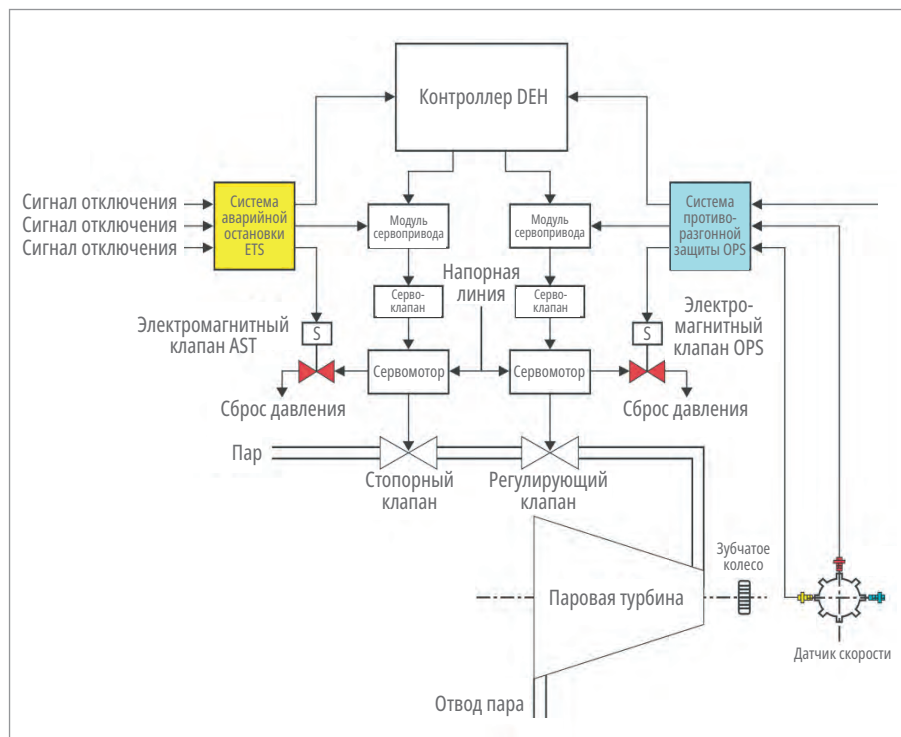 Контроллер DEH
Сигнал отключения
Сигнал отключения
Сигнал отключения
Система
аварийной
остановки
ETS
Модуль
сервопривода
Модуль
сервопривода
Система
противо-
разгонной
защиты OPS
Напорная
линия
Серво-
клапан
Серво-
клапан
Электромагнитный
клапан AST
S
S
Электро-
магнитный
клапан OPS
Сервомотор
Сервомотор
Сброс давления
Сброс давления
Пар
Стопорный
клапан
Регулирующий
клапан
Зубчатое
колесо
Паровая турбина
Датчик скорости
Отвод пара